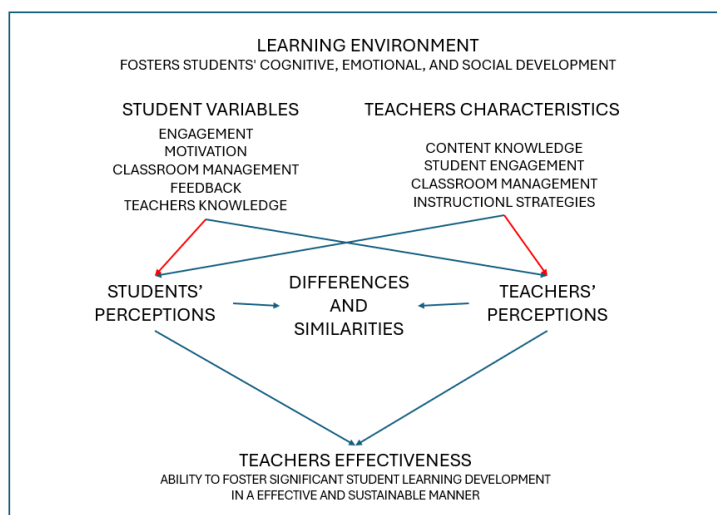 LEARNING ENVIRONMENT
FOSTERS STUDENTS' COGNITIVE, EMOTIONAL, AND SOCIAL DEVELOPMENT
STUDENT VARIABLES
ENGAGEMENT
MOTIVATION
CLASSROOM MANAGEMENT
FEEDBACK
TEACHERS KNOWLEDGE
TEACHERS CHARACTERISTICS
CONTENT KNOWLEDGE
STUDENT ENGAGEMENT
CLASSROOM MANAGEMENT
INSTRUCTIONL STRATEGIES
STUDENTS’
PERCEPTIONS
DIFFERENCES
AND
SIMILARITIES
TEACHERS’
PERCEPTIONS
TEACHERS EFFECTIVENESS
ABILITY TO FOSTER SIGNIFICANT STUDENT LEARNING DEVELOPMENT
IN A EFFECTIVE AND SUSTAINABLE MANNER